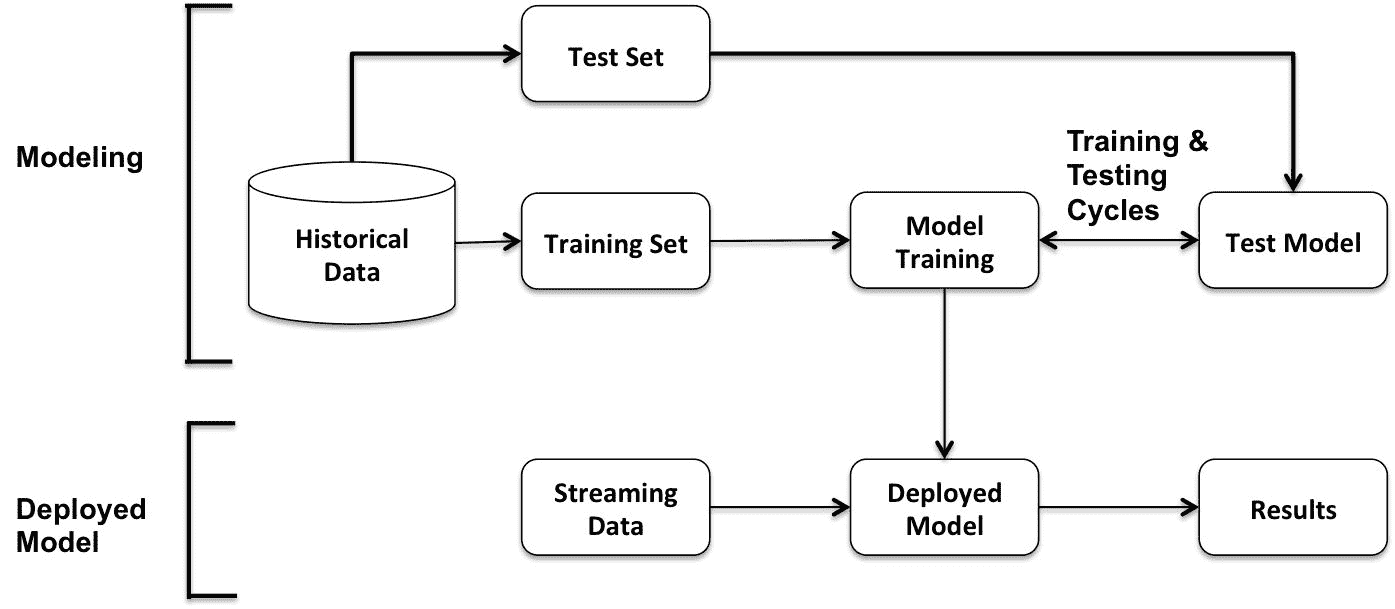 Modeling
Test Set
Historical
Data
Training Set
Model
Training
Training &
Testing
Cycles
Test Model
Deployed
Model
Streaming
Data
Deployed
Model
Results